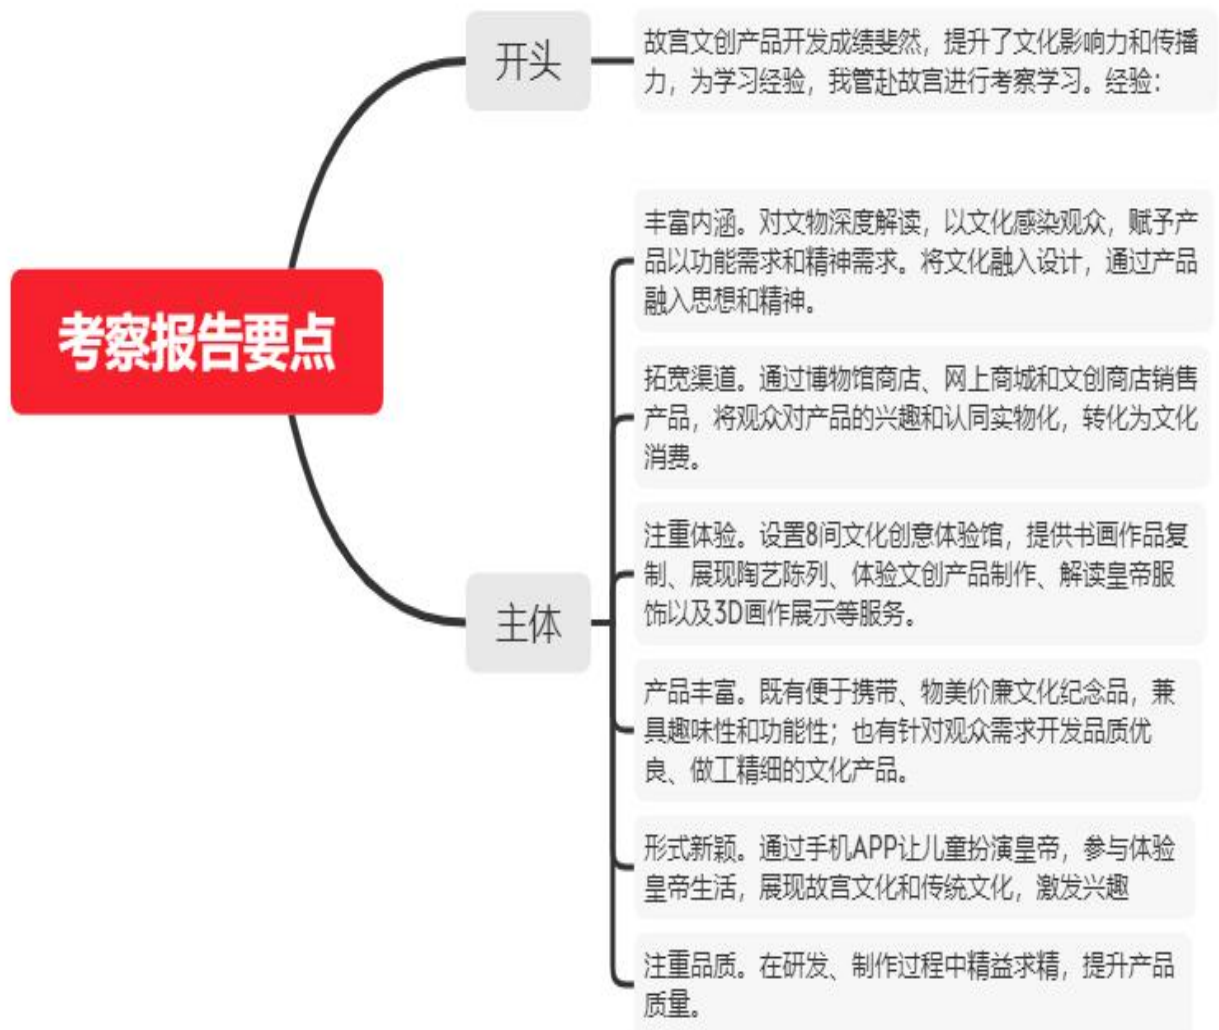 开头
故宫文创产品开发成绩斐然，提升了文化影响力和传播
力，为学习经验，我管赴故宫进行考察学习。经验：
考察报告要点
丰富内涵。对文物深度解读，以文化感染观众，赋予产
品以功能需求和精神需求。将文化融入设计，通过产品
融入思想和精神。
拓宽渠道。通过博物馆商店、网上商城和文创商店销售
产品，将观众对产品的兴趣和认同实物化，转化为文化
消费。
主体
注重体验。设置8间文化创意体验馆，提供书画作品复
制、展现陶艺陈列、体验文创产品制作、解读皇帝服
饰以及3D画作展示等服务。
产品丰富。既有便于携带、物美价廉文化纪念品，兼
具趣味性和功能性；也有针对观众需求开发品质优
良、做工精细的文化产品。
形式新颖。通过手机APP让儿童扮演皇帝，参与体验
皇帝生活，展现故宫文化和传统文化，激发兴趣
注重品质。在研发、制作过程中精益求精，提升产品
质量。